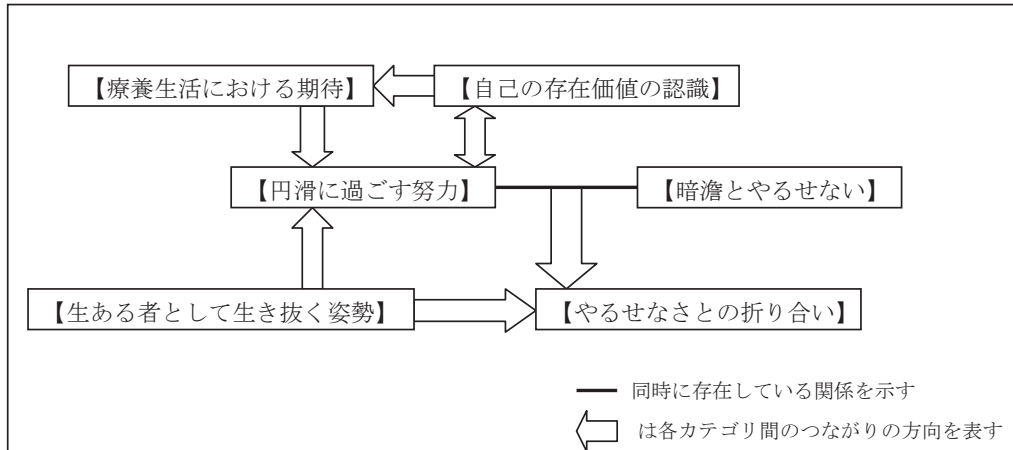 【療養生活における期待】
【自己の存在価値の認識】
【円滑に過ごす努力】
【暗澹とやるせない】
【生ある者として生き抜く姿勢】
【やるせなさとの折り合い】
同時に存在している関係を示す
は各カテゴリ間のつながりの方向を表す